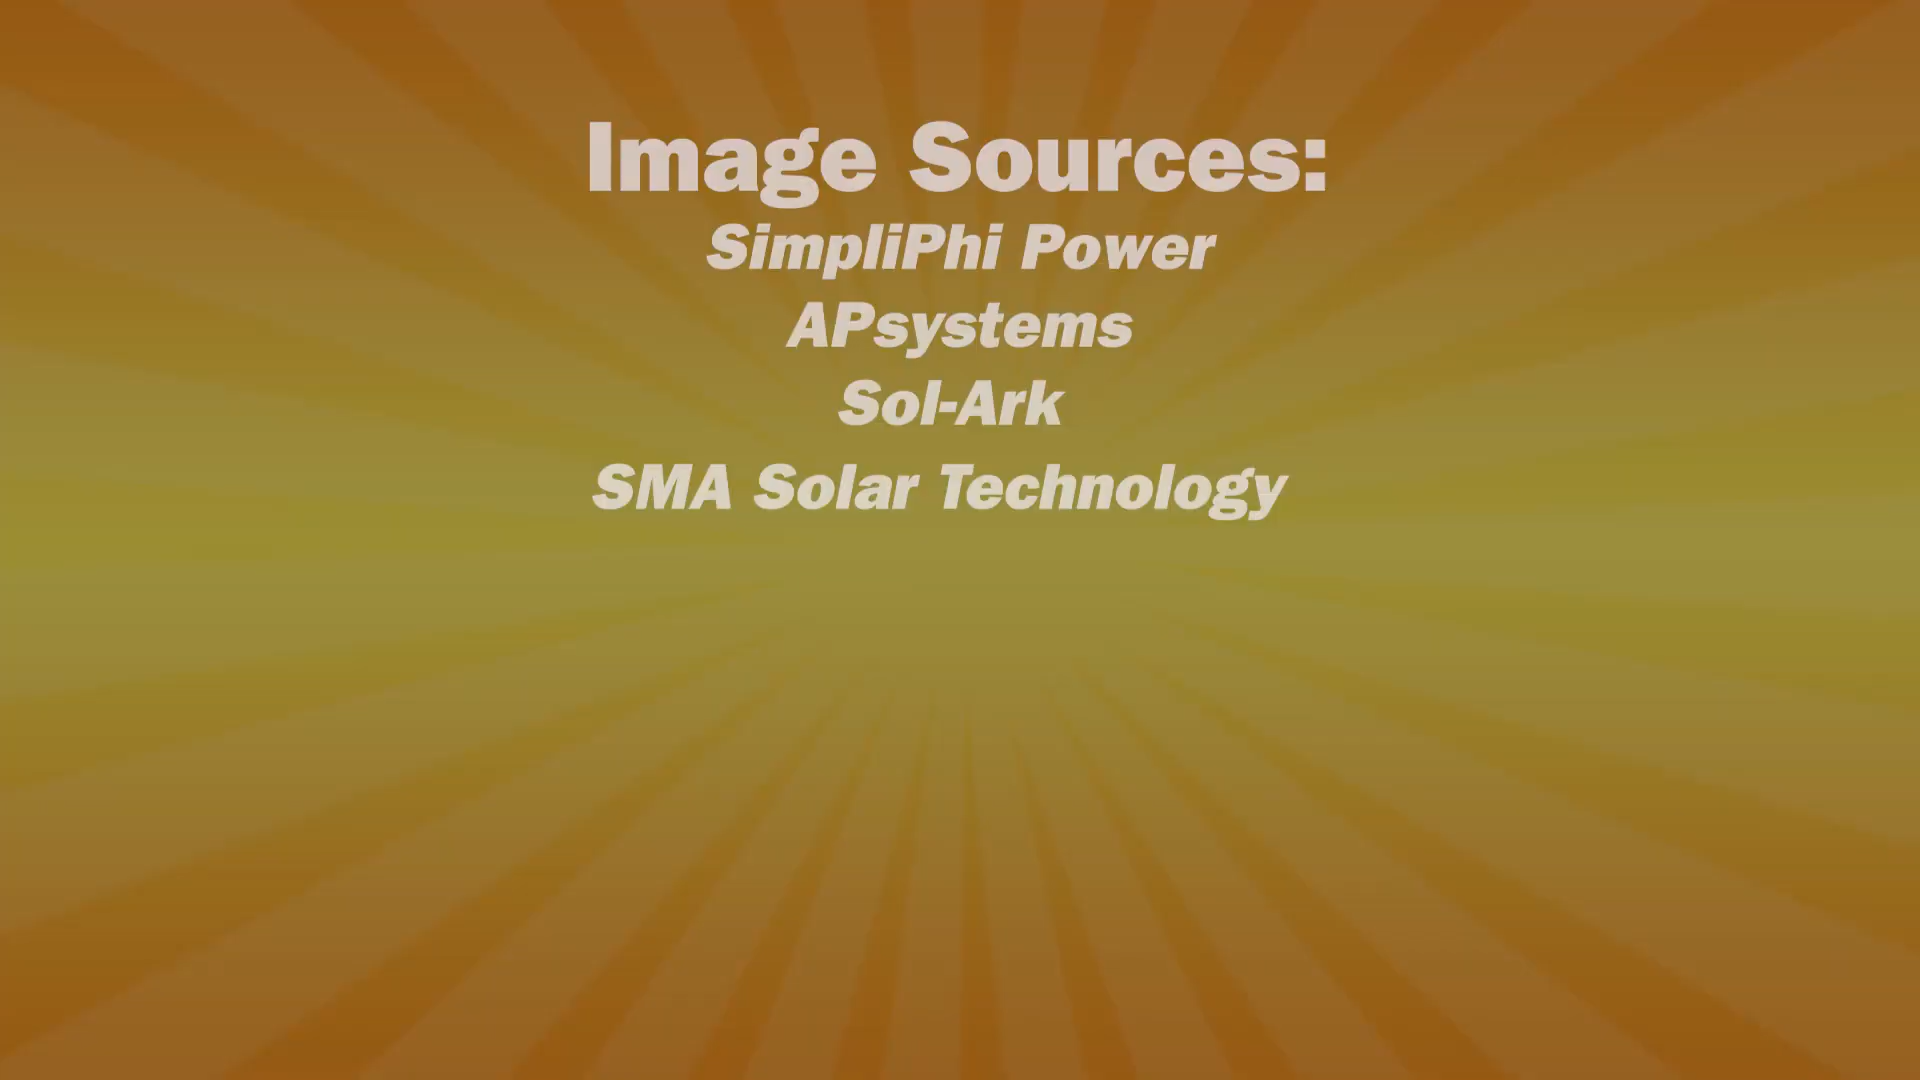 Image Sources:
SimpliPhi Power
APsystems
Sol-Ark
SMA Solar Technology